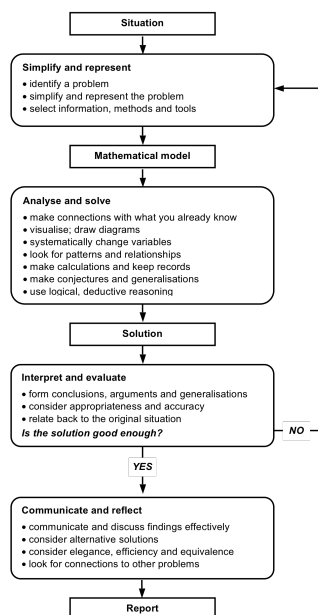 Situation
Simplify and represent
• identify a problem
• simplify and represent the problem
• select information, methods and tools
Mathematical model
Analyse and solve
• make connections with what you already know
• visualise; draw diagrams
• systematically change variables
• look for patterns and relationships
• make calculations and keep records
• make conjectures and generalisations
• use logical, deductive reasoning
Solution
Interpret and evaluate
• form conclusions, arguments and generalisations
• consider appropriateness and accuracy
• relate back to the original situation
Is the solution good enough?
NO
YES
Communicate and reflect
• communicate and discuss findings effectively
• consider alternative solutions
• consider elegance, efficiency and equivalence
• look for connections to other problems
Report